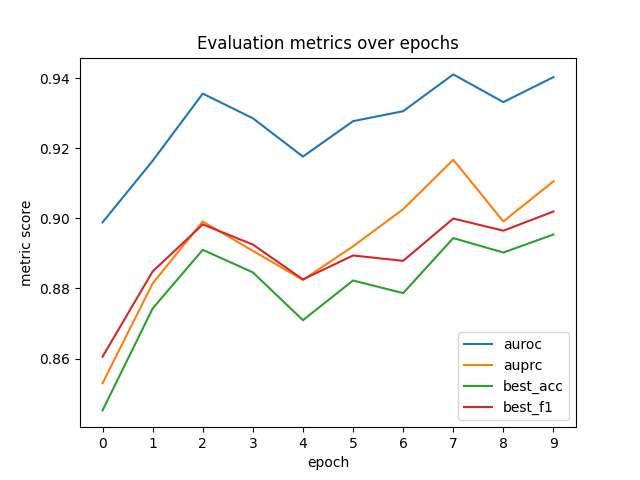 Evaluation metrics over epochs
metric score
0.94
0.92
0.90
0.88
0.86
auroc
auprc
best_acc
best_f1
0 1 2 3 4 5 6 7 8 9
epoch